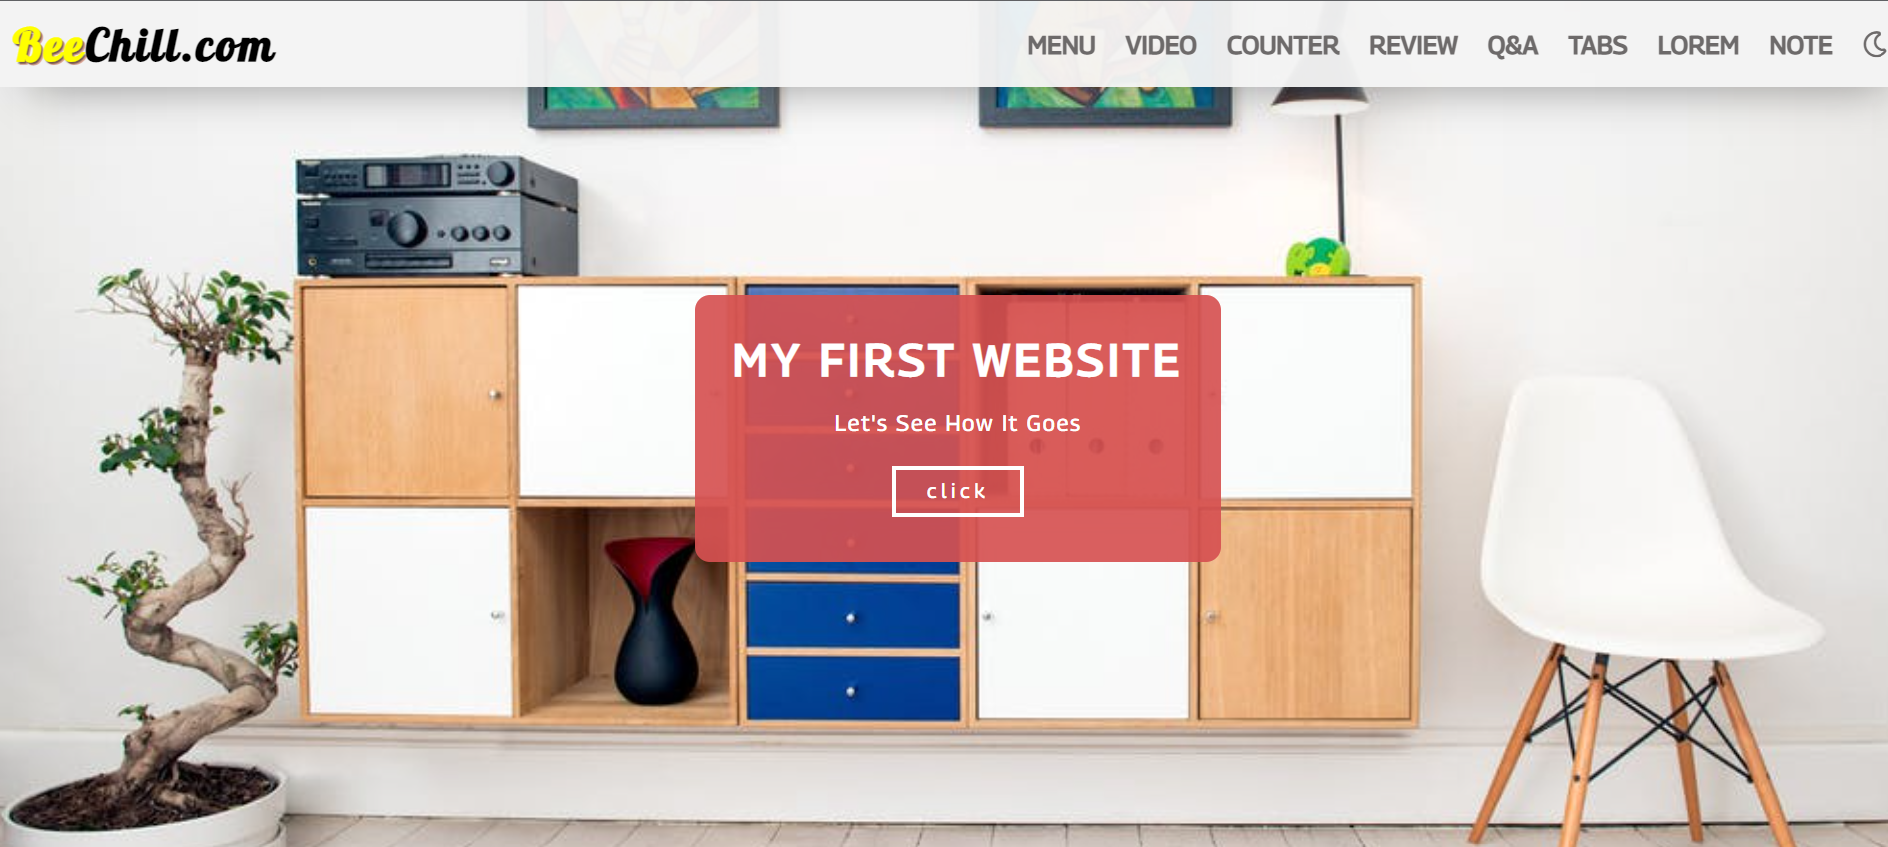 BeeChill.com
MENU VIDEO COUNTER REVIEW Q&A TABS LOREM NOTE
MY FIRST WEBSITE
Let's See How It Goes
click